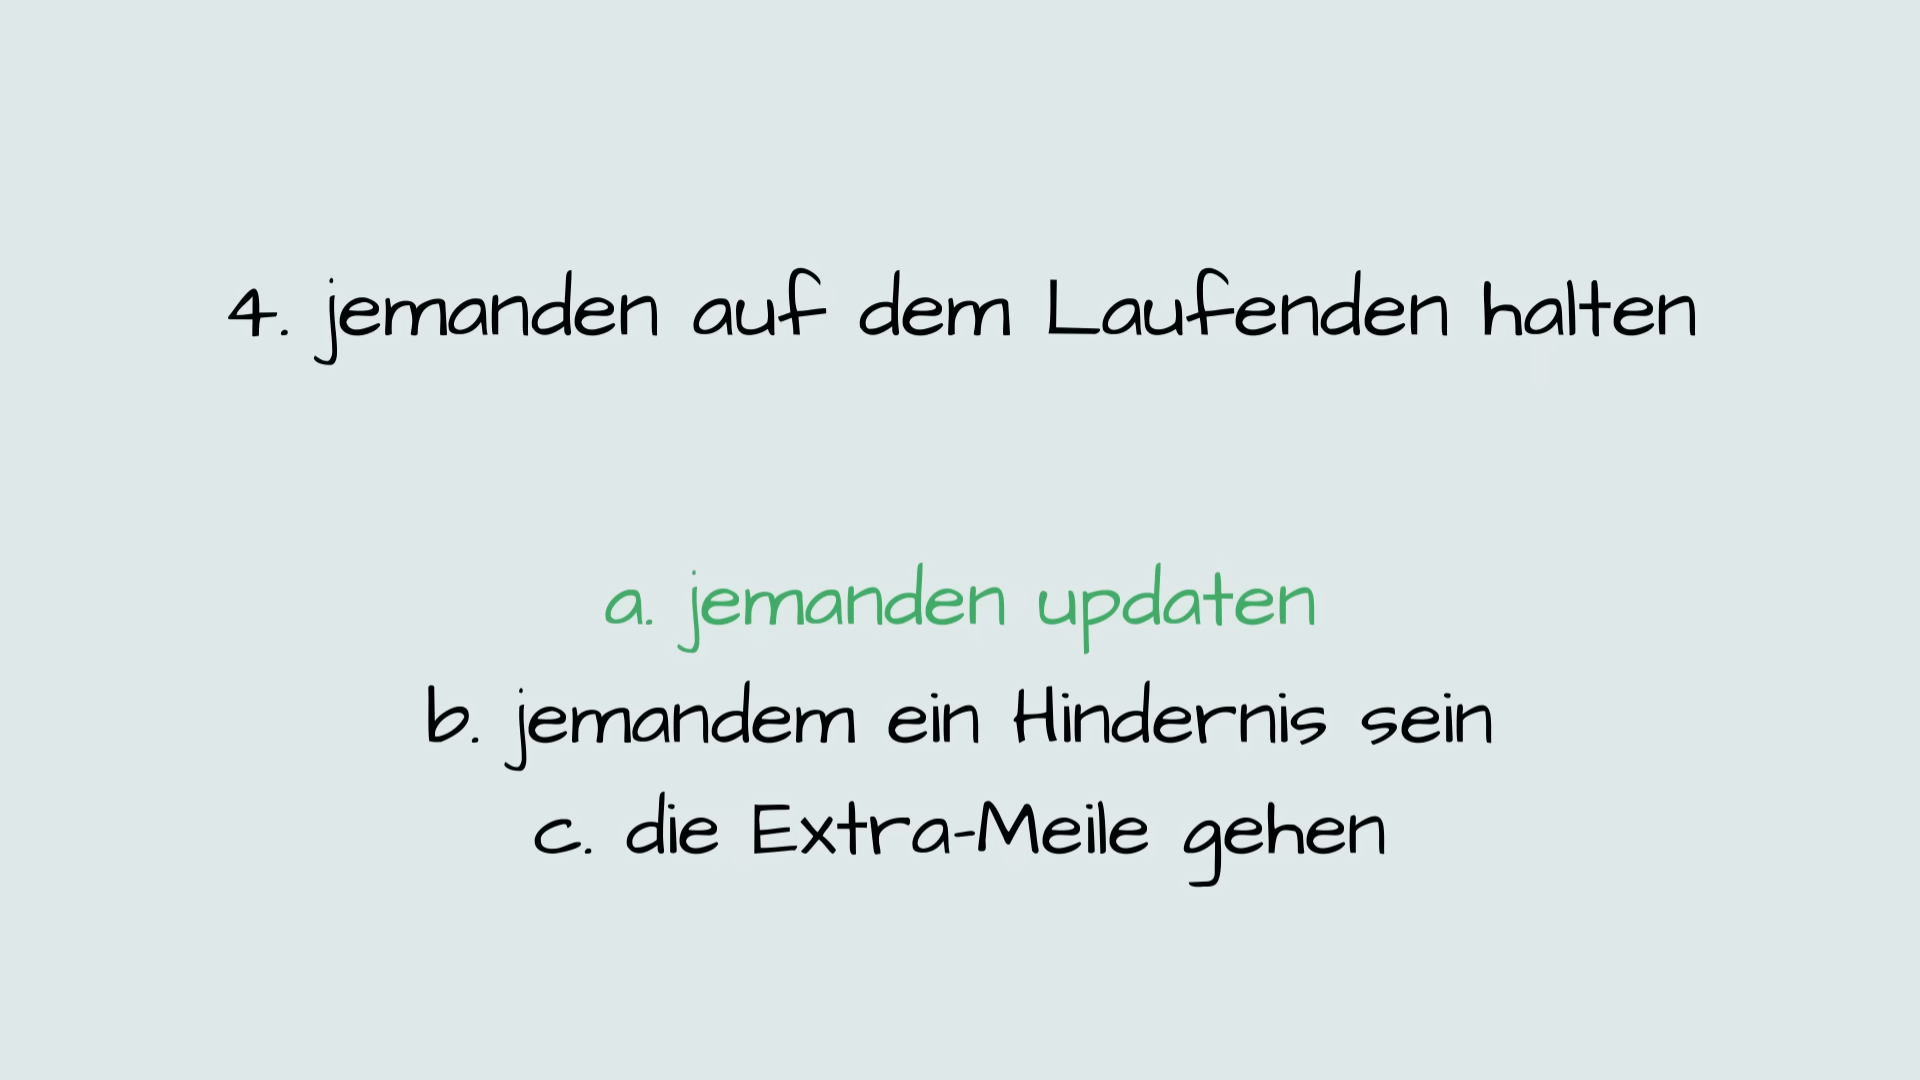 4. jemanden auf dem Laufenden halten
a. jemanden updaten
b. jemandem ein Hindernis sein
c. die Extra-Meile gehen